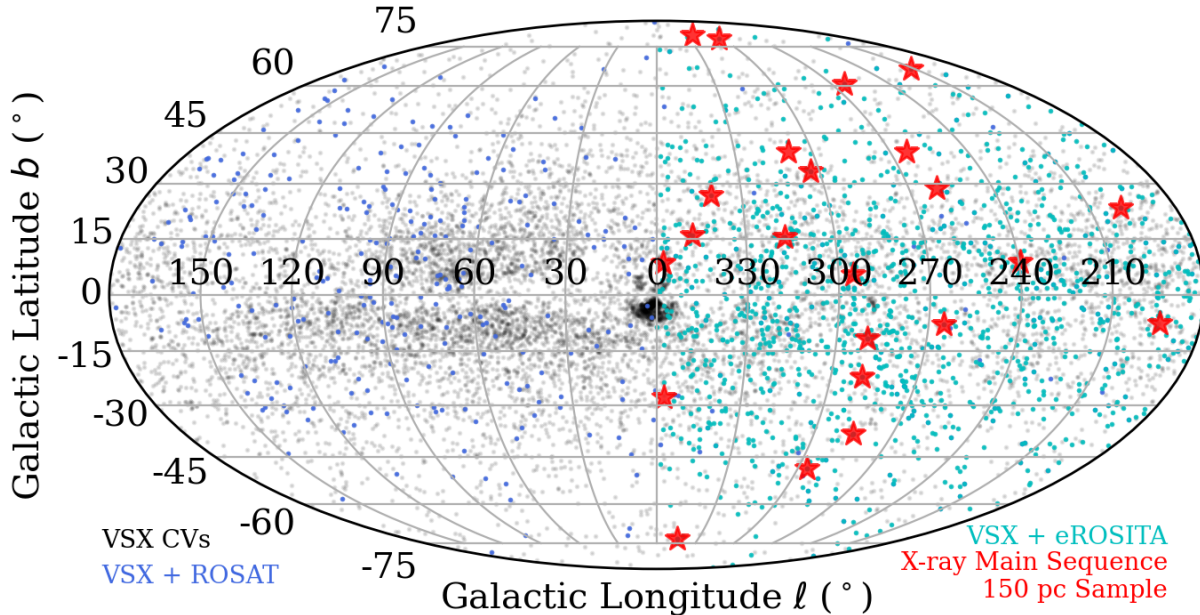 75
60
45
30
15
0
-15
-30
-45
-60
-75
150 120 90 60 30 0 330 300 270 240 210
Galactic Latitude b (°)
Galactic Longitude ℓ (°)
VSX CVs
VSX + ROSAT
VSX + eROSITA
X-ray Main Sequence
150 pc Sample